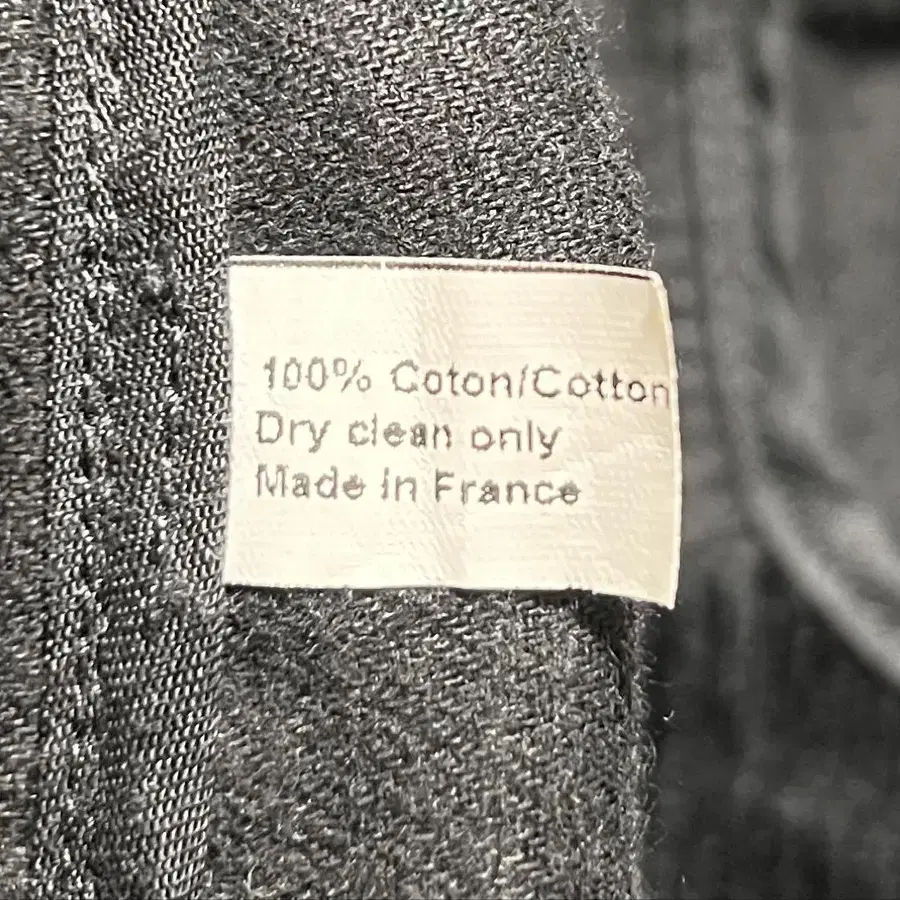 100% Coton/Cotton
Dry clean only
Made in France